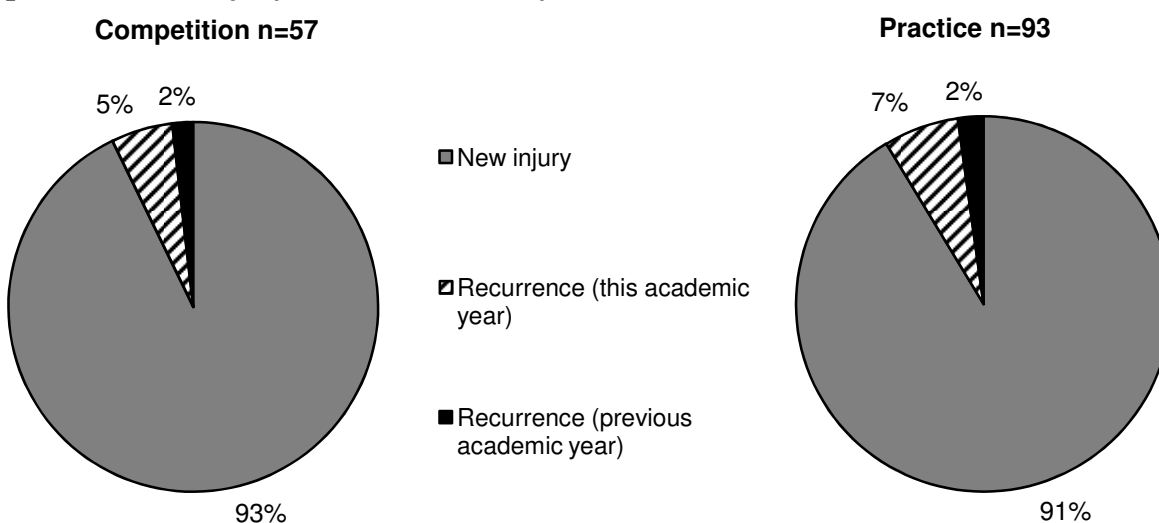 Competition n=57
Practice n=93
5%
2%
7%
2%
New injury
Recurrence (this academic
year)
Recurrence (previous
academic year)
93%
91%